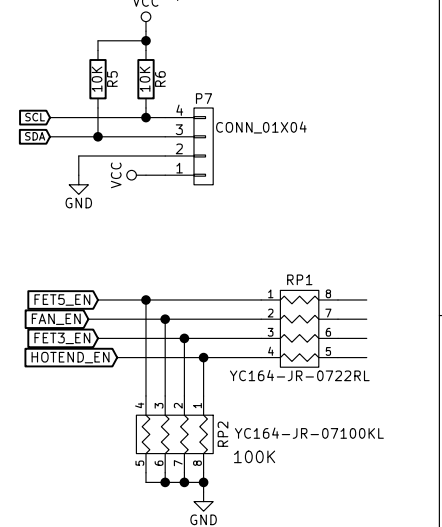 VCC
10K R5 10K R6
P7
SCL 4
SDA 3 CONN_01X04
2
VCC 1
GND
RP1
FET5_EN 1 8
FAN_EN 2 7
FET3_EN 3 6
HOTEND_EN 4 5
YC164-JR-0722RL
4 3 2 1
RP2 YC164-JR-07100KL
100K
5 6 7 8
GND